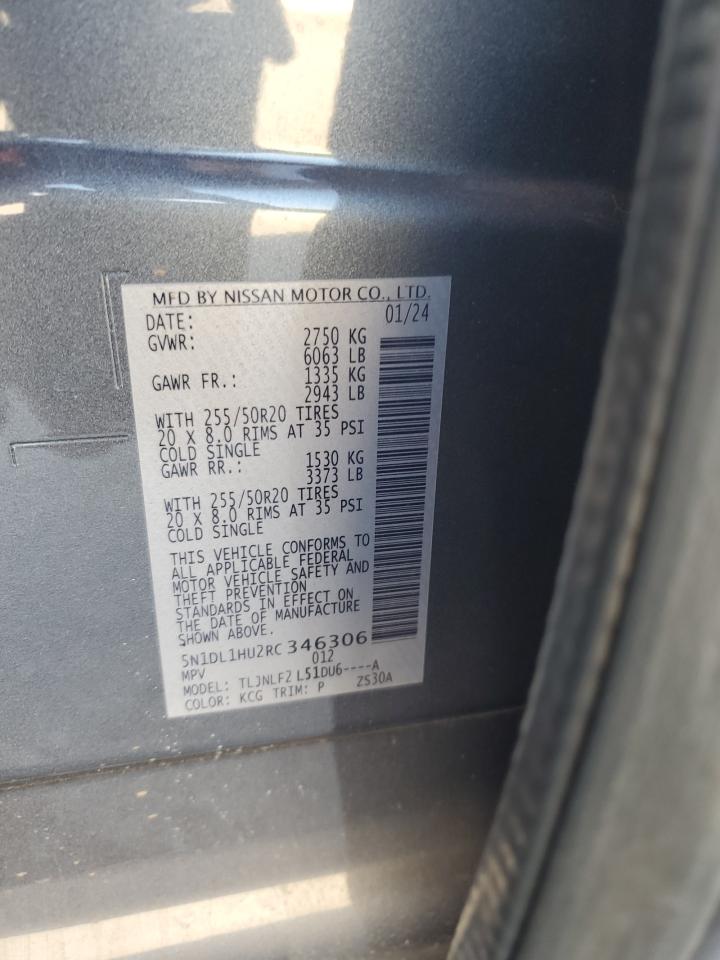 MFD BY NISSAN MOTOR CO., LTD.
DATE: 01/24
GVWR: 2750 KG
6063 LB
GAWR FR.: 1335 KG
2943 LB
WITH 255/50R20 TIRES
20 X 8.0 RIMS AT 35 PSI
COLD SINGLE
GAWR RR.: 1530 KG
3373 LB
WITH 255/50R20 TIRES
20 X 8.0 RIMS AT 35 PSI
COLD SINGLE
THIS VEHICLE CONFORMS TO
ALL APPLICABLE FEDERAL
MOTOR VEHICLE SAFETY AND
THEFT PREVENTION
STANDARDS IN EFFECT ON
THE DATE OF MANUFACTURE
SHOWN ABOVE.
5N1DL1HU2RC 346306
MPV 012
MODEL: TLJNLF2 L51DU6----A
COLOR: KCG TRIM: P ZS30A